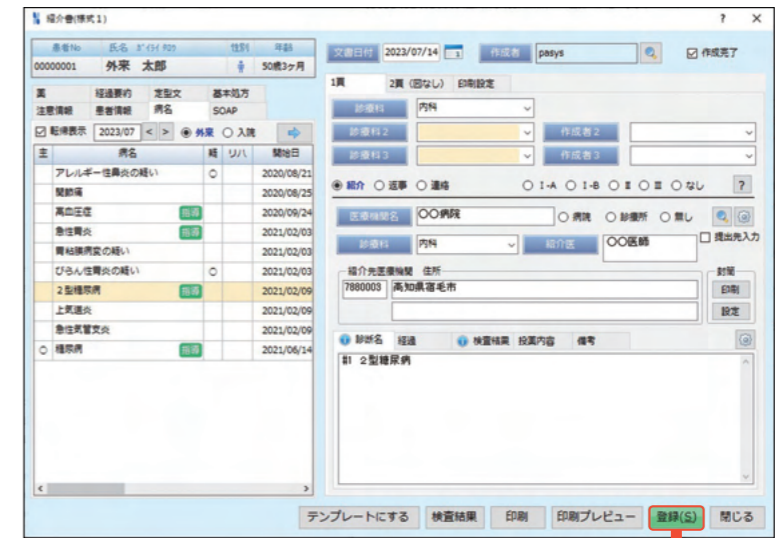 紹介書(様式1) ? ×
患者No 氏名 ｶﾞｲﾗｲ ﾀﾛｳ 性別 年齢
00000001 外来 太郎 50歳3ヶ月
文書日付 2023/07/14 1 作成者 pasys 作成完了
薬 経過要約 定型文 基本処方
注意情報 患者情報 病名 SOAP
転帰表示 2023/07 < > 外来 入院
主 病名 疑 リハ 開始日
アレルギー性鼻炎の疑い ○ 2020/08/21
関節痛 2020/08/25
高血圧症 指導 2020/09/24
急性胃炎 指導 2021/02/03
胃粘膜病変の疑い 2021/02/03
びらん性胃炎の疑い ○ 2021/02/03
2型糖尿病 指導 2021/02/09
上気道炎 2021/02/09
急性気管支炎 2021/02/09
○ 糖尿病 指導 2021/06/14
1頁 2頁（図なし） 印刷設定
診療科 内科
診療科2 作成者2
診療科3 作成者3
紹介 返事 連絡 I-A I-B II III なし ?
医療機関名 〇〇病院 病院 診療所 無し
診療科 内科 紹介医 〇〇医師 提出先入力
紹介先医療機関 住所 封筒
7880003 高知県宿毛市 印刷
設定
診断名 経過 検査結果 投薬内容 備考
#1 2型糖尿病
テンプレートにする 検査結果 印刷 印刷プレビュー 登録(S) 閉じる